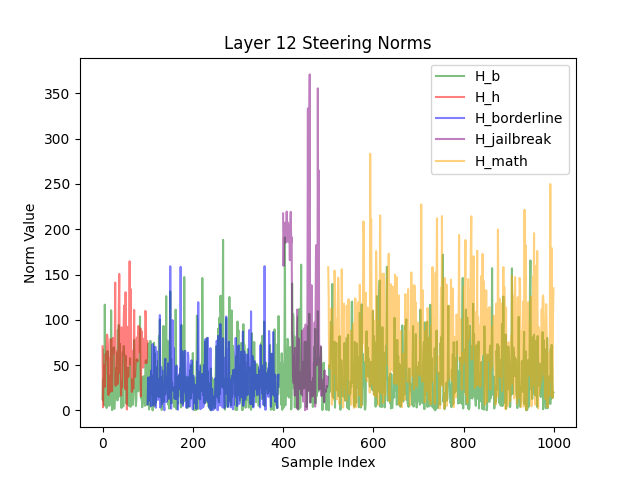 Layer 12 Steering Norms
H_b
H_h
H_borderline
H_jailbreak
H_math
Norm Value
350
300
250
200
150
100
50
0
0 200 400 600 800 1000
Sample Index